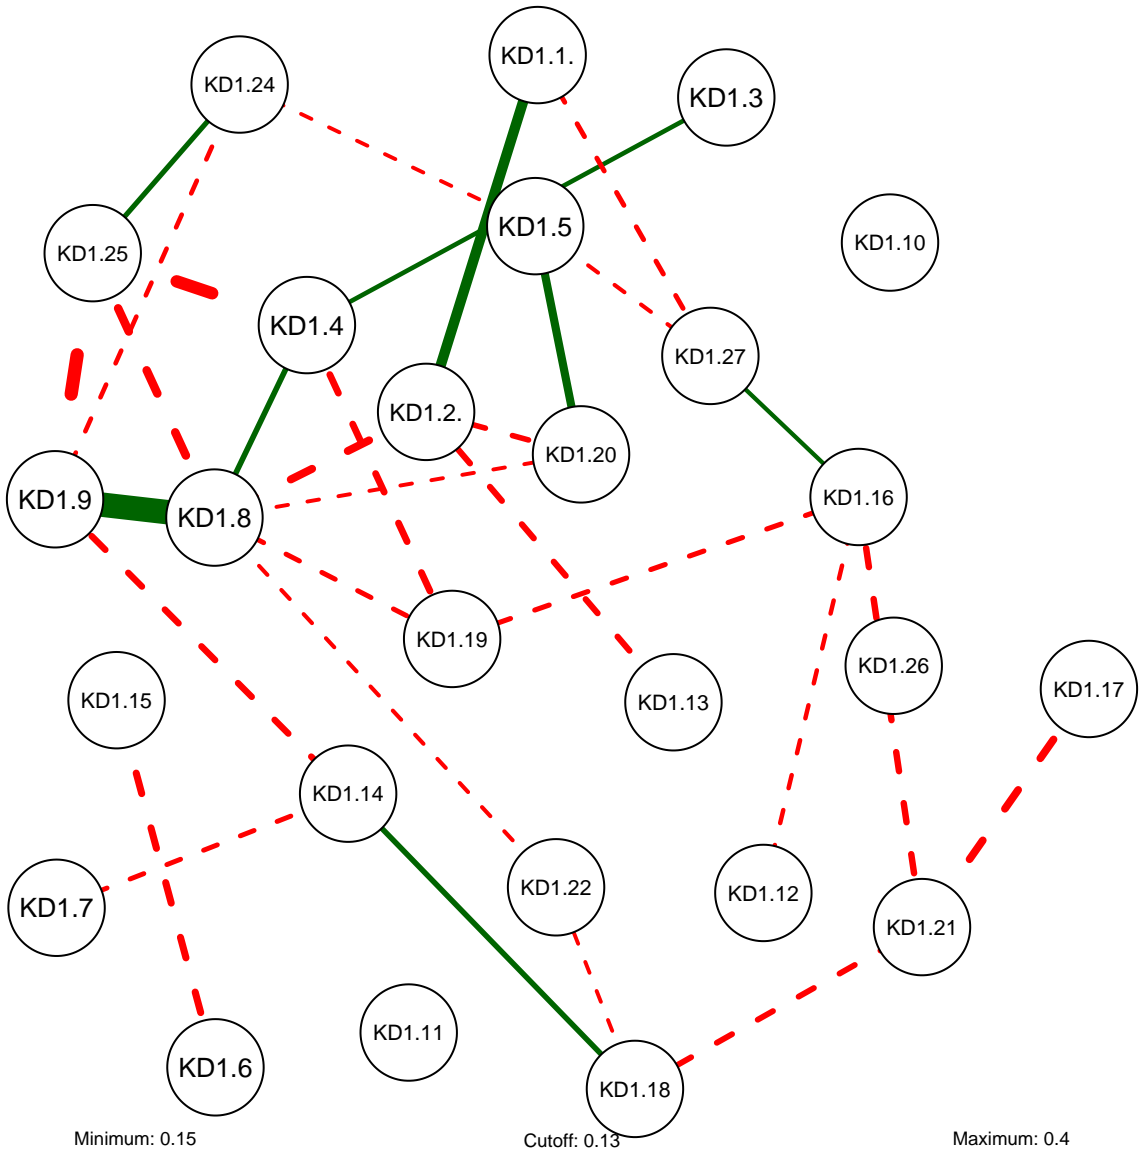 KD1.1.
KD1.24
KD1.3
KD1.5
KD1.10
KD1.25
KD1.4
KD1.27
KD1.2.
KD1.20
KD1.9
KD1.16
KD1.8
KD1.19
KD1.26
KD1.17
KD1.15
KD1.13
KD1.14
KD1.22
KD1.12
KD1.7
KD1.21
KD1.11
KD1.6
KD1.18
Minimum: 0.15
Cutoff: 0.13
Maximum: 0.4